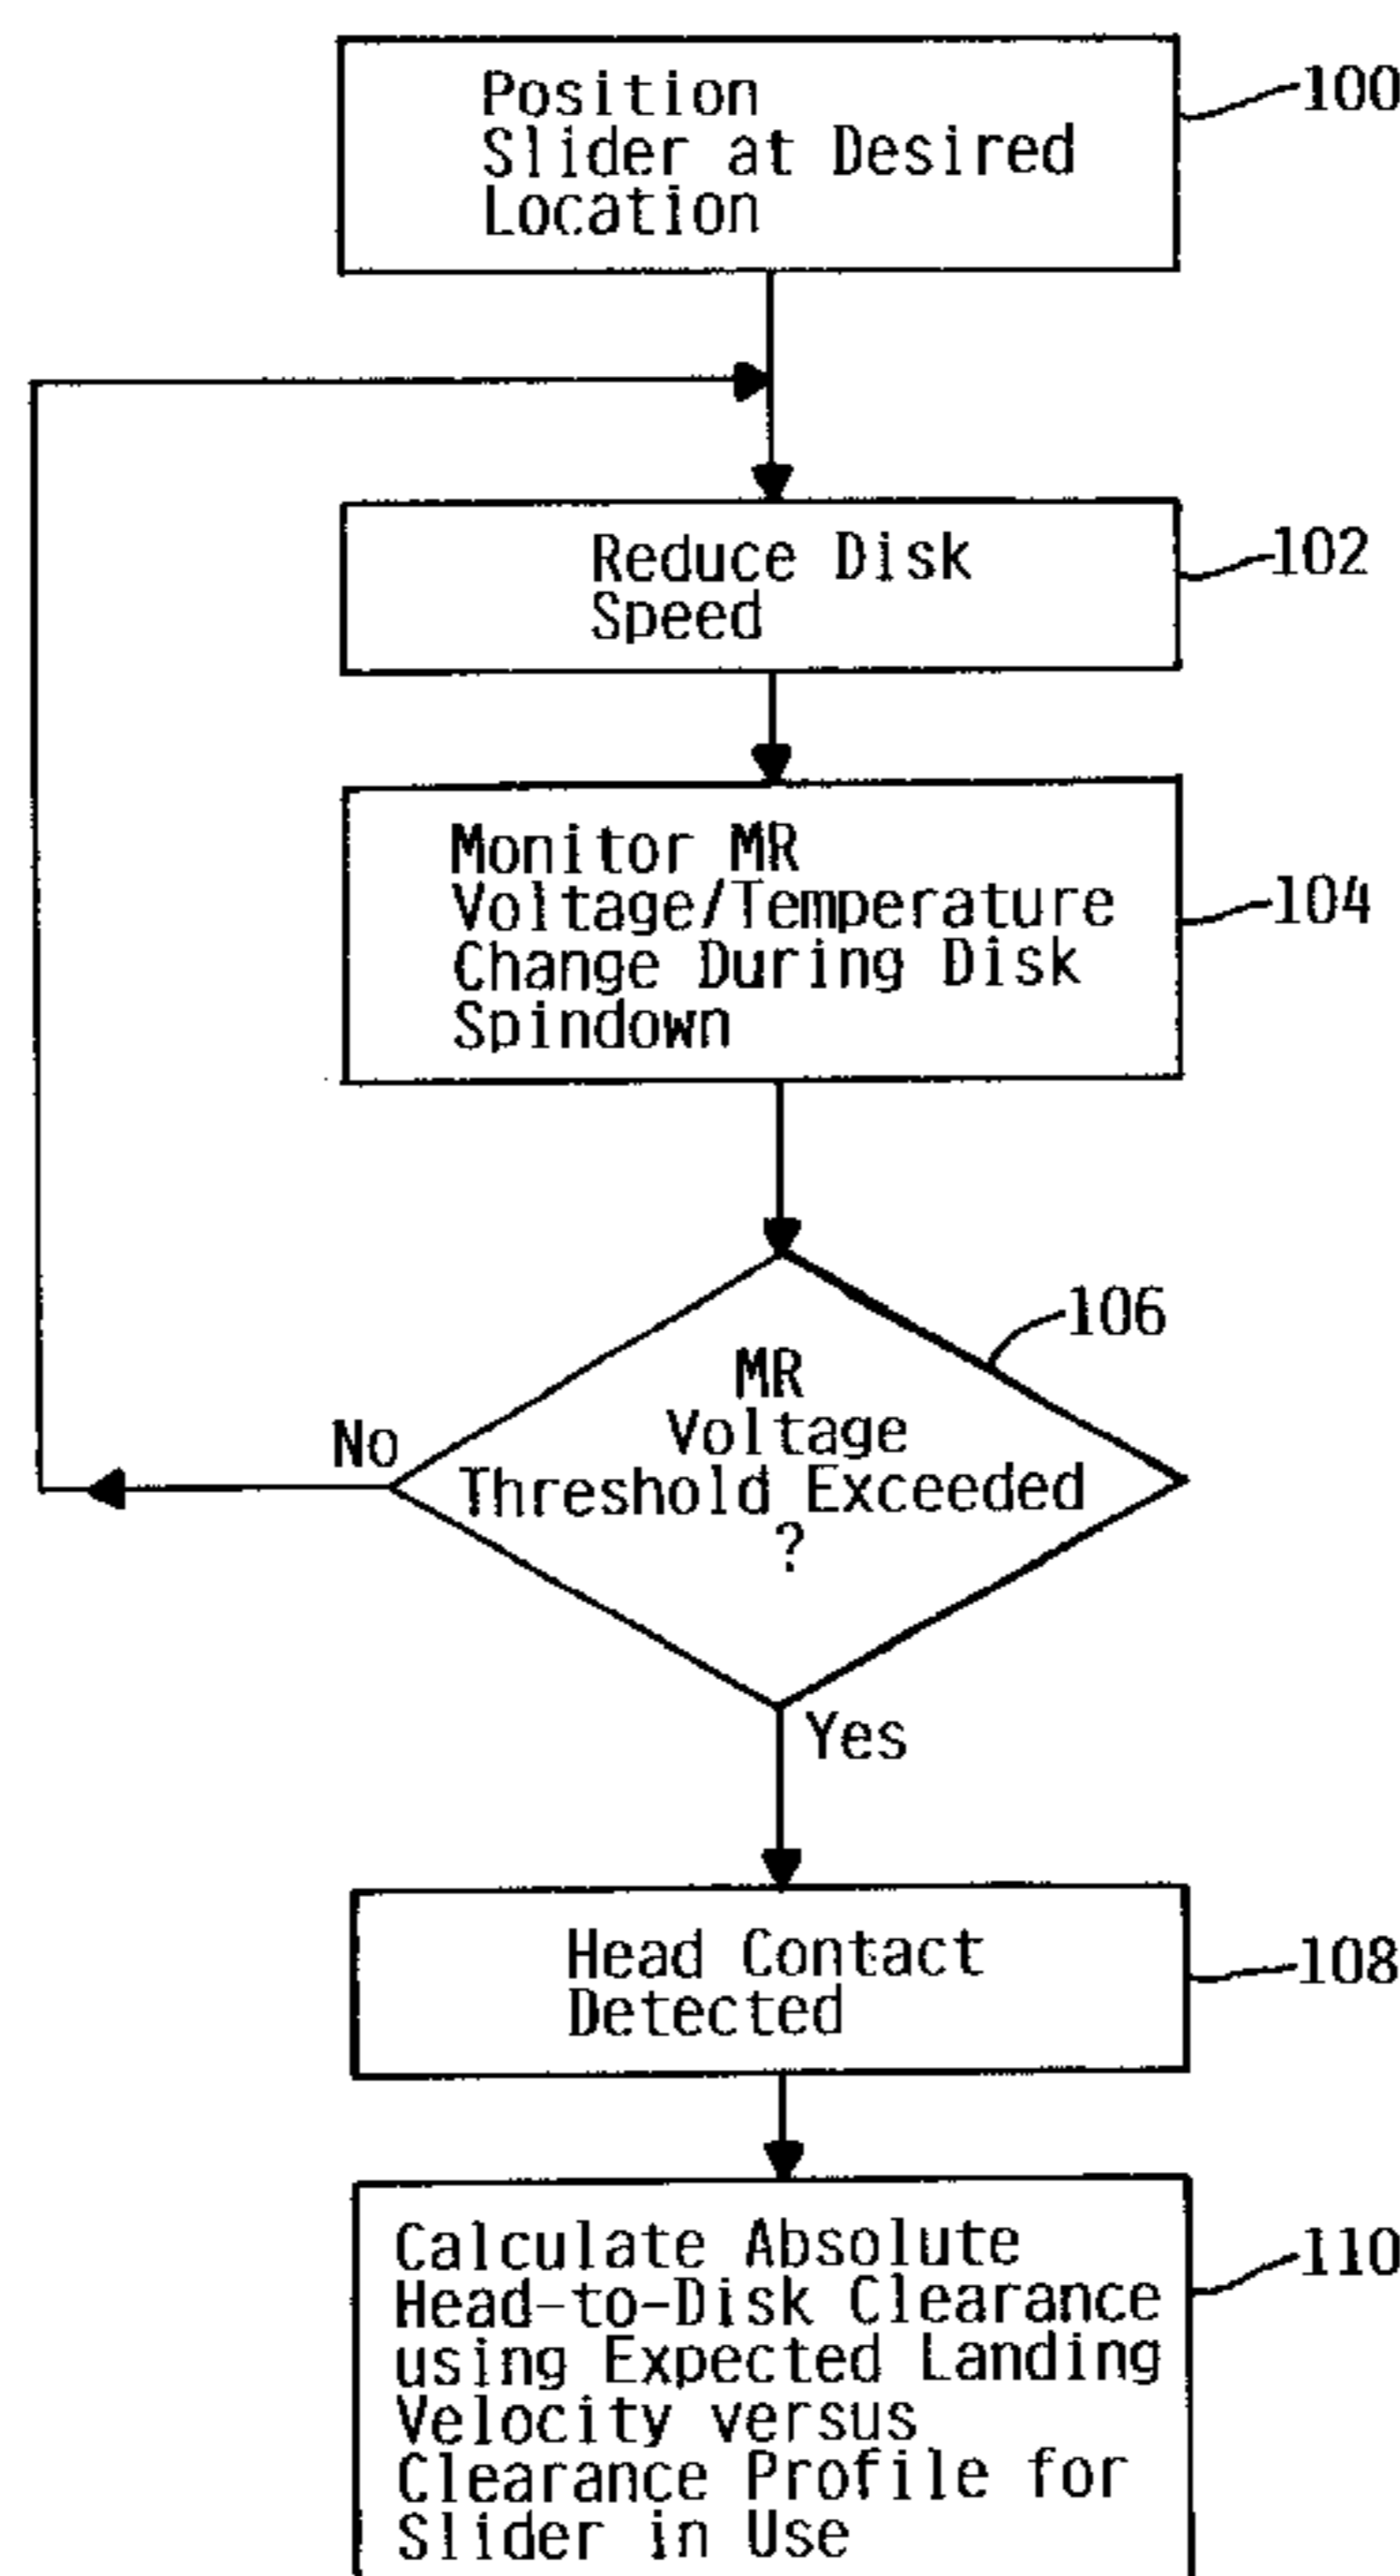 Position
Slider at Desired
Location
100
Reduce Disk
Speed
102
Monitor MR
Voltage/Temperature
Change During Disk
Spindown
104
106
MR
Voltage
Threshold Exceeded
?
No
Yes
Head Contact
Detected
108
Calculate Absolute
Head-to-Disk Clearance
using Expected Landing
Velocity versus
Clearance Profile for
Slider in Use
110